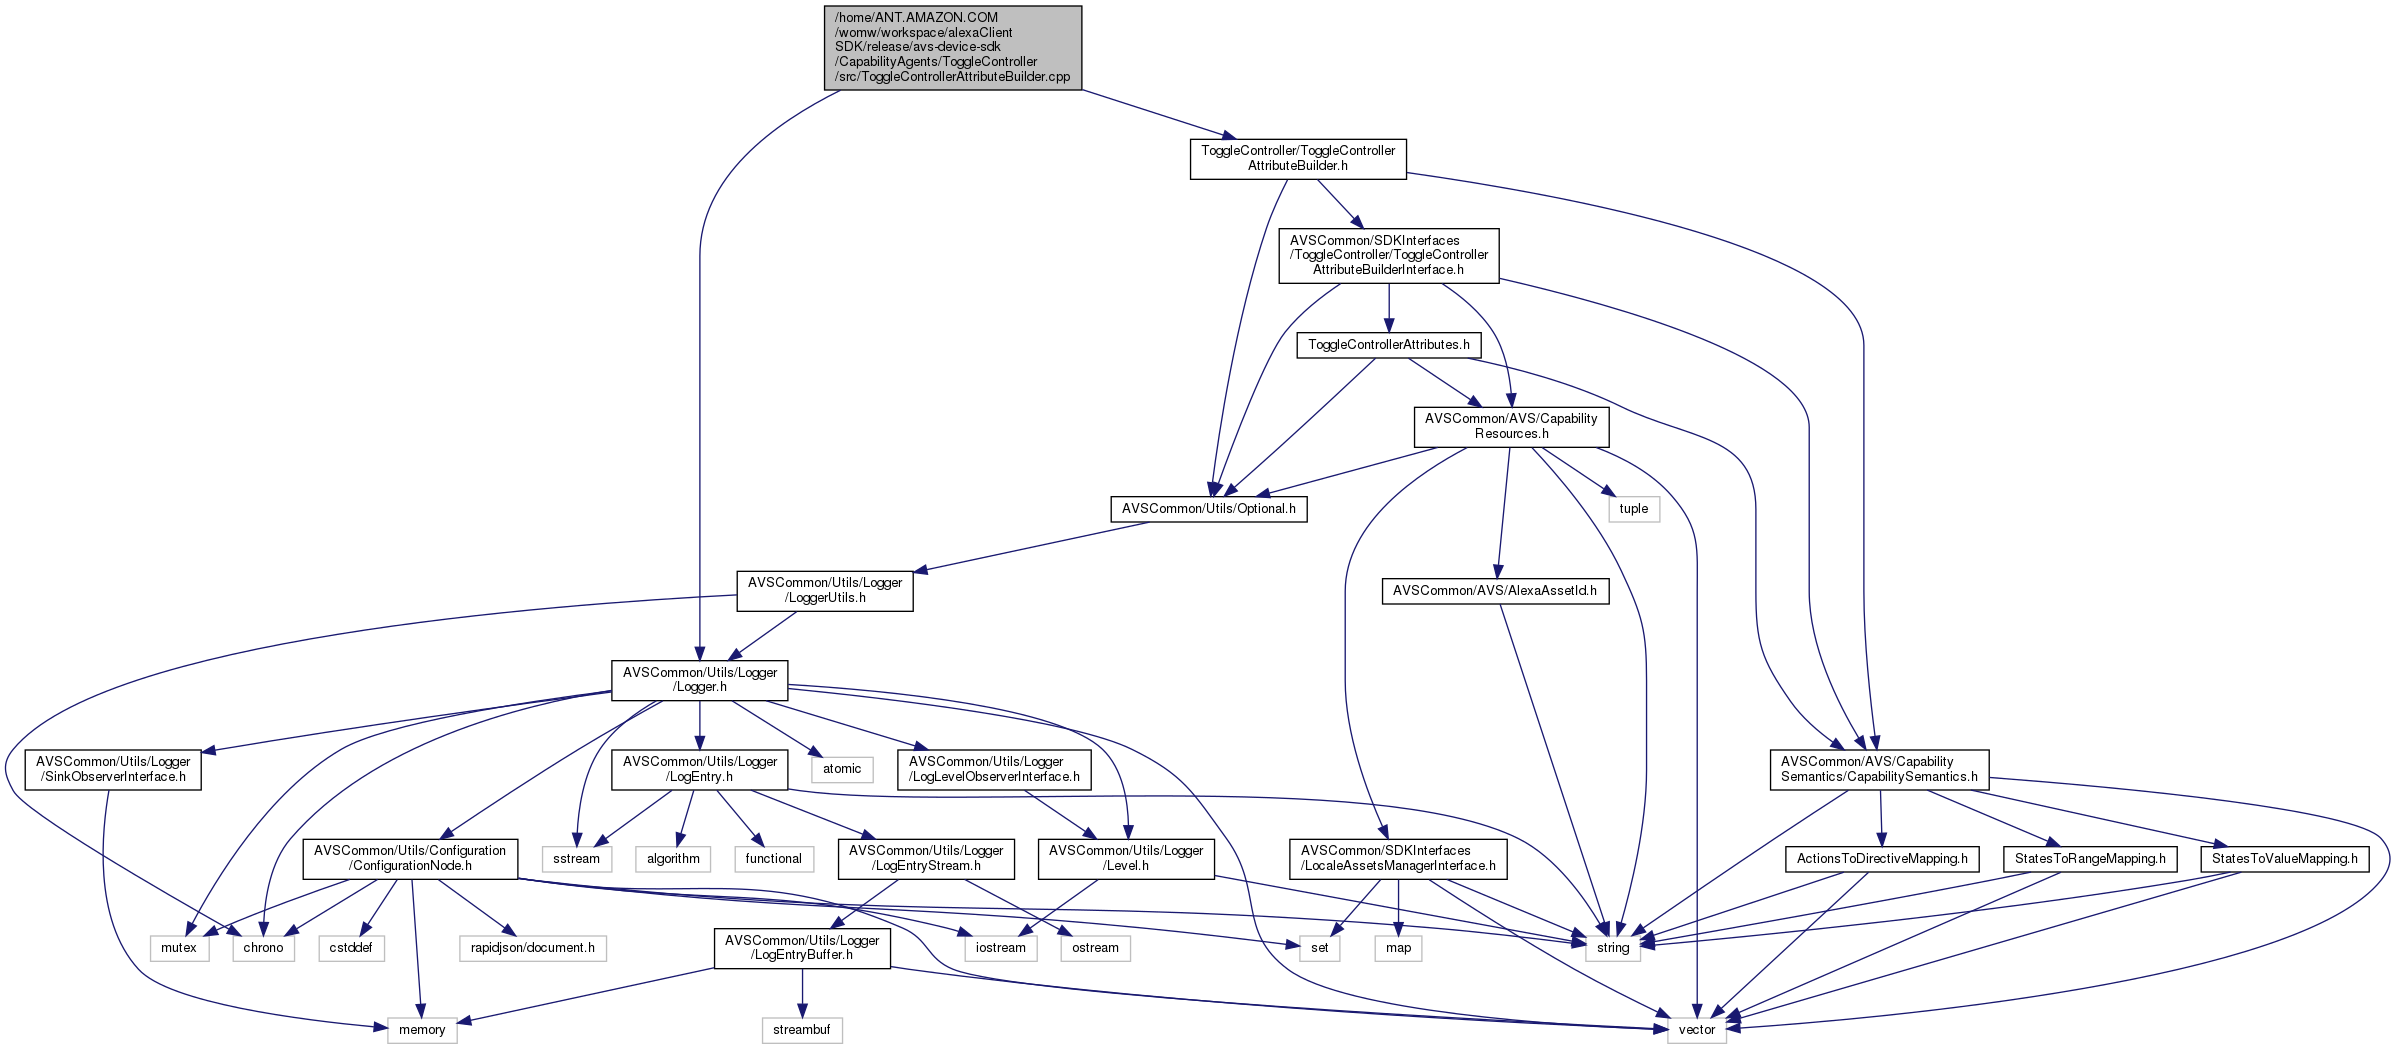 /home/ANT.AMAZON.COM
/womw/workspace/alexaClient
SDK/release/avs-device-sdk
/CapabilityAgents/ToggleController
/src/ToggleControllerAttributeBuilder.cpp
ToggleController/ToggleController
AttributeBuilder.h
AVSCommon/SDKInterfaces
/ToggleController/ToggleController
AttributeBuilderInterface.h
ToggleControllerAttributes.h
AVSCommon/AVS/Capability
Resources.h
AVSCommon/Utils/Optional.h
tuple
AVSCommon/Utils/Logger
/LoggerUtils.h
AVSCommon/AVS/AlexaAssetId.h
AVSCommon/Utils/Logger
/Logger.h
AVSCommon/Utils/Logger
/SinkObserverInterface.h
AVSCommon/Utils/Logger
/LogEntry.h
atomic
AVSCommon/Utils/Logger
/LogLevelObserverInterface.h
AVSCommon/AVS/Capability
Semantics/CapabilitySemantics.h
AVSCommon/Utils/Configuration
/ConfigurationNode.h
sstream
algorithm
functional
AVSCommon/Utils/Logger
/LogEntryStream.h
AVSCommon/Utils/Logger
/Level.h
AVSCommon/SDKInterfaces
/LocaleAssetsManagerInterface.h
ActionsToDirectiveMapping.h
StatesToRangeMapping.h
StatesToValueMapping.h
mutex
chrono
cstddef
rapidjson/document.h
AVSCommon/Utils/Logger
/LogEntryBuffer.h
iostream
ostream
set
map
string
memory
streambuf
vector